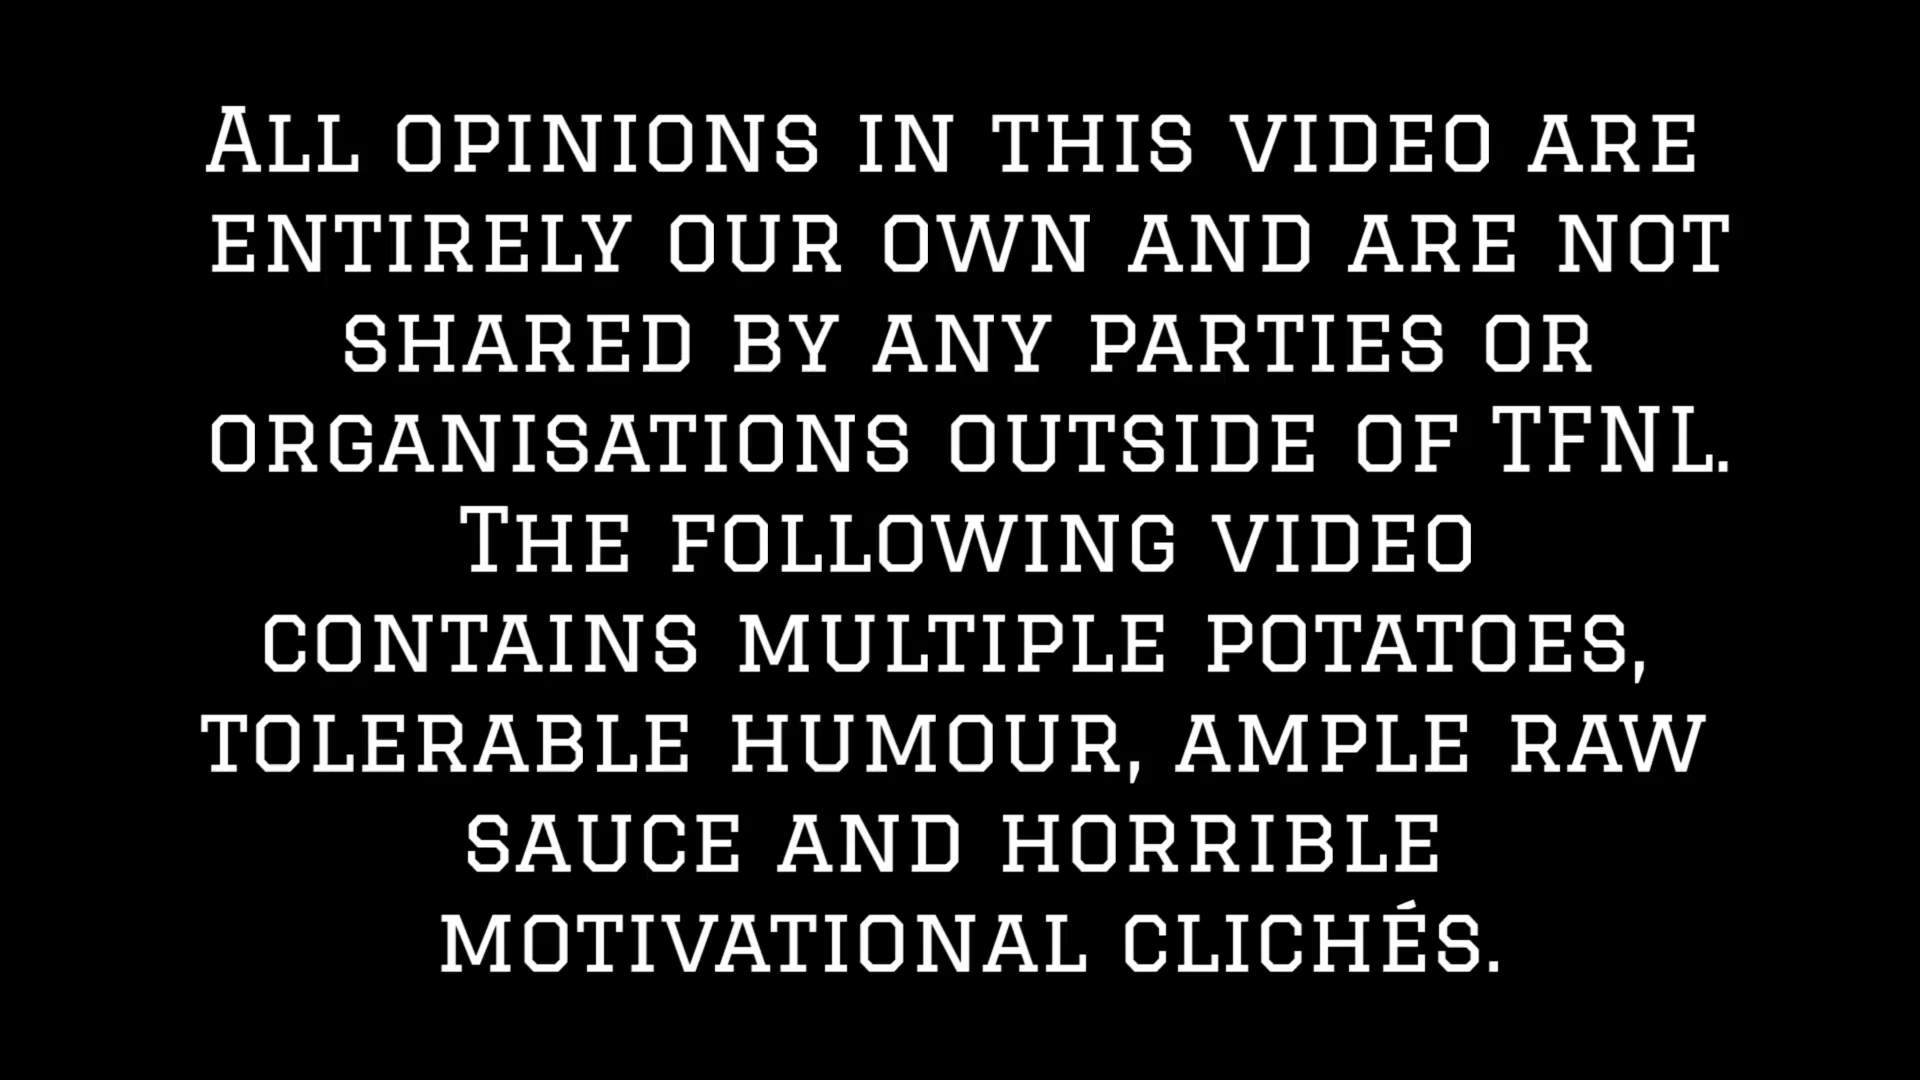 All opinions in this video are
entirely our own and are not
shared by any parties or
organisations outside of TFNL.
The following video
contains multiple potatoes,
tolerable humour, ample raw
sauce and horrible
motivational clichés.